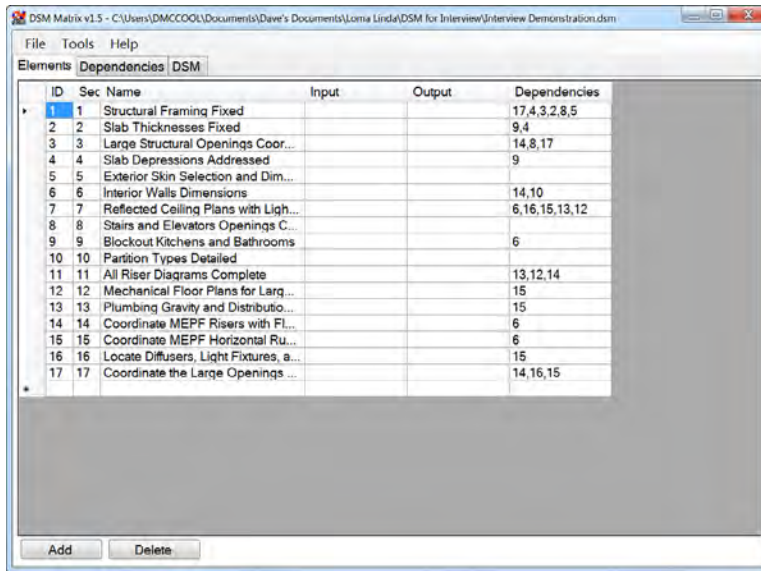 DSM Matrix v1.5 - C:\Users\DMCCOOL\Documents\Dave's Documents\Loma Linda\DSM for Interview\Interview Demonstration.dsm
File Tools Help
Elements Dependencies DSM
ID Sec Name Input Output Dependencies
1 1 Structural Framing Fixed 17,4,3,2,8,5
2 2 Slab Thicknesses Fixed 9,4
3 3 Large Structural Openings Coor... 14,8,17
4 4 Slab Depressions Addressed 9
5 5 Exterior Skin Selection and Dim...
6 6 Interior Walls Dimensions 14,10
7 7 Reflected Ceiling Plans with Ligh... 6,16,15,13,12
8 8 Stairs and Elevators Openings C...
9 9 Blockout Kitchens and Bathrooms 6
10 10 Partition Types Detailed
11 11 All Riser Diagrams Complete 13,12,14
12 12 Mechanical Floor Plans for Larg... 15
13 13 Plumbing Gravity and Distributio... 15
14 14 Coordinate MEPF Risers with Fl... 6
15 15 Coordinate MEPF Horizontal Ru... 6
16 16 Locate Diffusers, Light Fixtures, a... 15
17 17 Coordinate the Large Openings ... 14,16,15
*
Add Delete